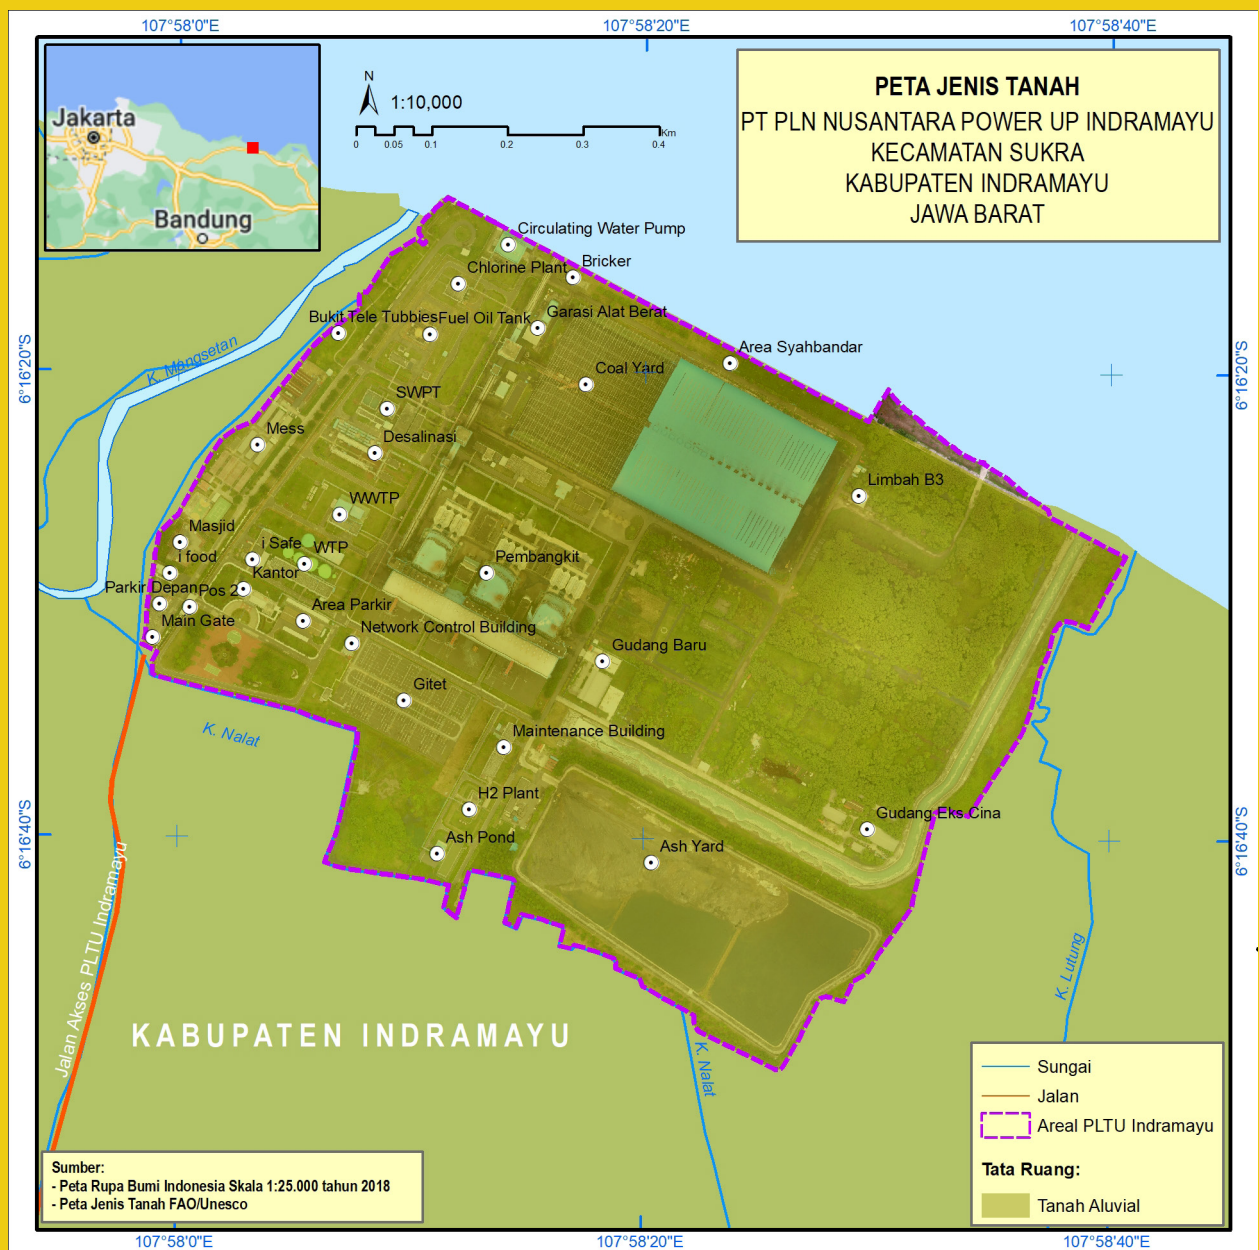 107°58'0"E
107°58'20"E
107°58'40"E
Jakarta
Bandung
N
1:10,000
Km
0
0.05
0.1
0.2
0.3
0.4
PETA JENIS TANAH
PT PLN NUSANTARA POWER UP INDRAMAYU
KECAMATAN SUKRA
KABUPATEN INDRAMAYU
JAWA BARAT
Circulating Water Pump
Bricker
Chlorine Plant
Bukit Tele Tubbies
Fuel Oil Tank
Garasi Alat Berat
Area Syahbandar
K. Mangsetan
Coal Yard
6°16'20"S
6°16'20"S
SWPT
Mess
Desalinasi
Limbah B3
WWTP
Masjid
i Safe
WTP
i food
Kantor
Pembangkit
Parkir Depan
Pos 2
Area Parkir
Main Gate
Network Control Building
Gudang Baru
Gitet
K. Nalat
Maintenance Building
H2 Plant
Gudang Eks Cina
6°16'40"S
6°16'40"S
Ash Pond
Ash Yard
Jalan Akses PLTU Indramayu
K. Lutung
KABUPATEN INDRAMAYU
K. Nalat
Sungai
Jalan
Areal PLTU Indramayu
Tata Ruang:
Tanah Aluvial
Sumber:
- Peta Rupa Bumi Indonesia Skala 1:25.000 tahun 2018
- Peta Jenis Tanah FAO/Unesco
107°58'0"E
107°58'20"E
107°58'40"E